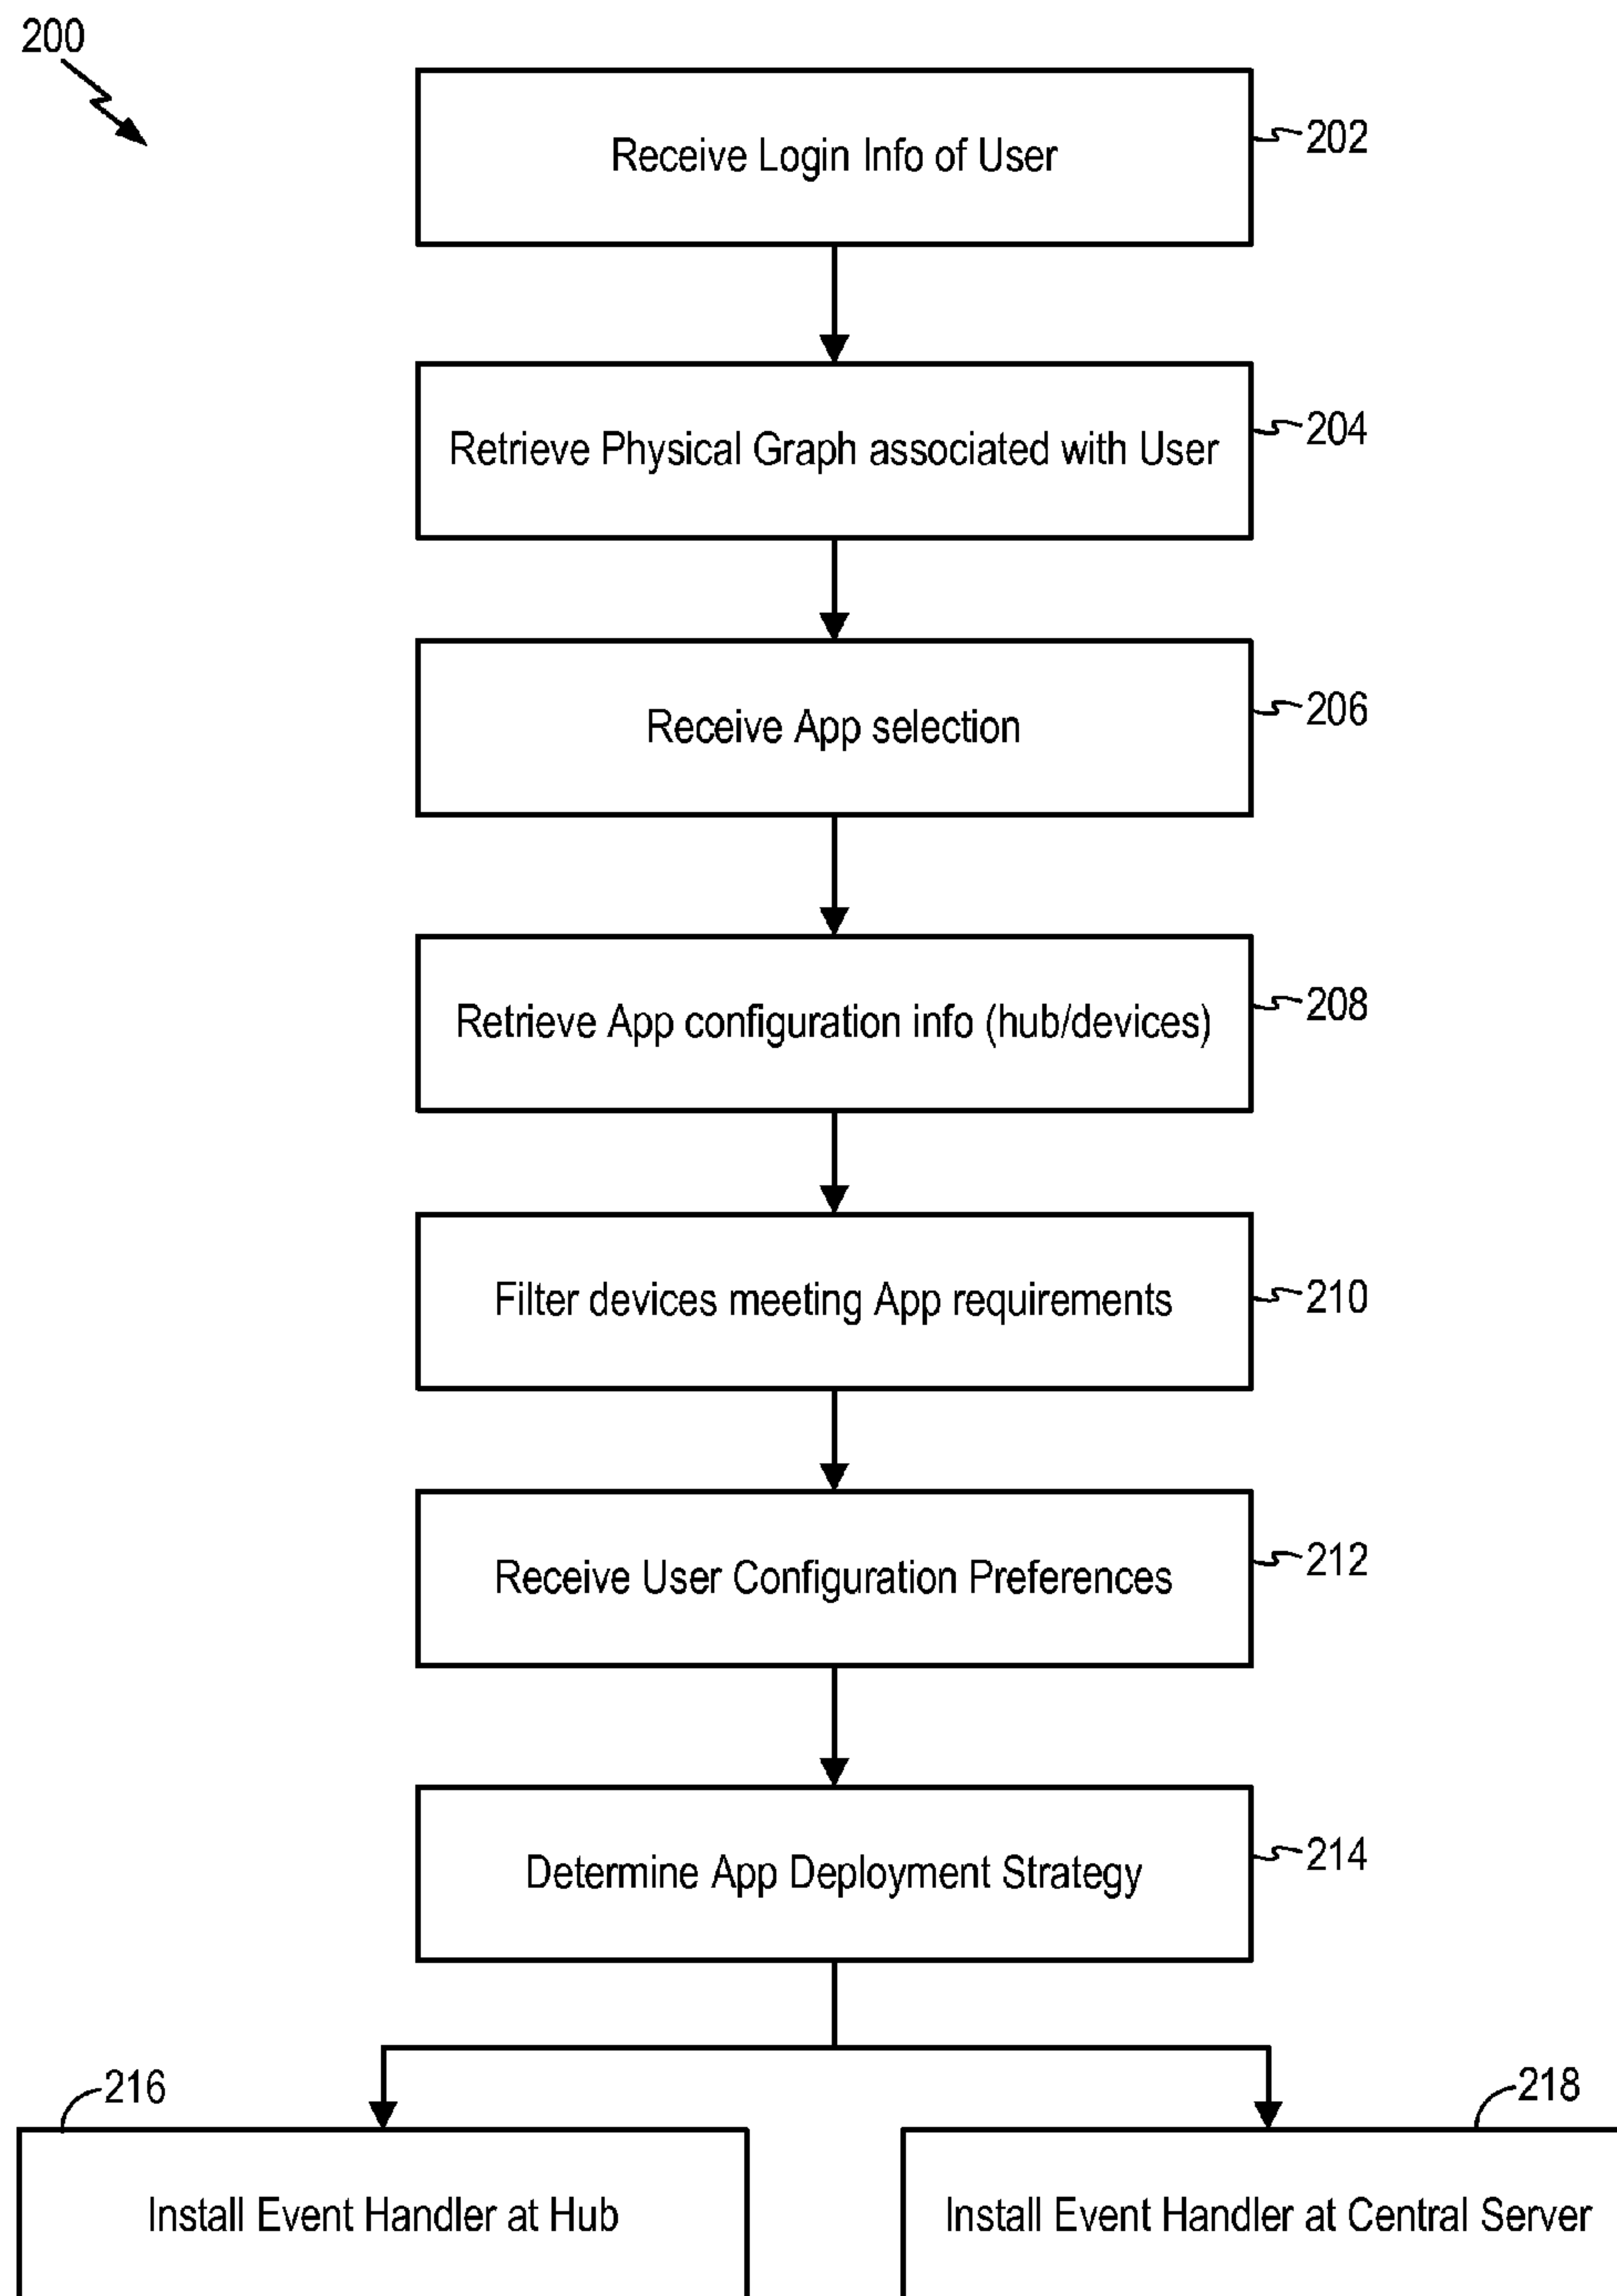 200
Receive Login Info of User
202
Retrieve Physical Graph associated with User
204
Receive App selection
206
Retrieve App configuration info (hub/devices)
208
Filter devices meeting App requirements
210
Receive User Configuration Preferences
212
Determine App Deployment Strategy
214
216
Install Event Handler at Hub
218
Install Event Handler at Central Server